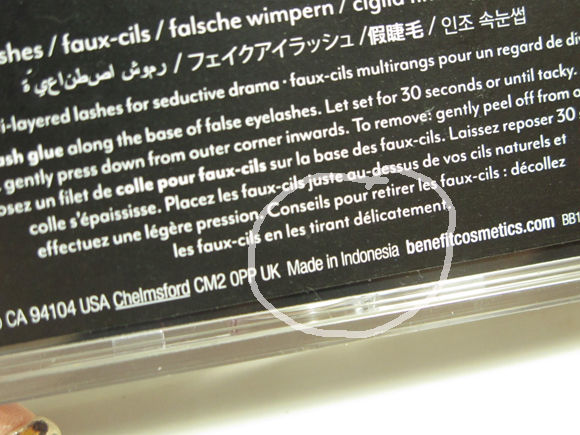 shes / faux-cils / falsche wimpern /
رموش اصطناعية / フェイクアイラッシュ / 假睫毛 / 인조 속눈썹
i-layered lashes for seductive drama · faux-cils multirangs pour un regard de
ash glue along the base of false eyelashes. Let set for 30 seconds or until tacky.
gently press down from outer corner inwards. To remove: gently peel off from
osez un filet de colle pour faux-cils sur la base des faux-cils. Laissez reposer 30
colle s'épaississe. Placez les faux-cils juste au-dessus de vos cils naturels et
effectuez une légère pression. Conseils pour retirer les faux-cils : décollez
les faux-cils en les tirant délicatement.
CA 94104 USA Chelmsford CM2 0PP UK Made in Indonesia benefitcosmetics.com BB1